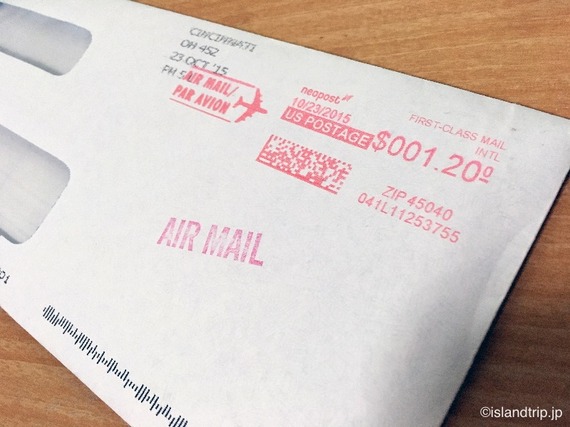 CINCINNATI
OH 452
23 OCT '15
PM 5
AIR MAIL/
PAR AVION
neopost
10/23/2015
US POSTAGE
$001.20⁰
FIRST-CLASS MAIL
INTL
ZIP 45040
041L11253755
AIR MAIL
©islandtrip.jp